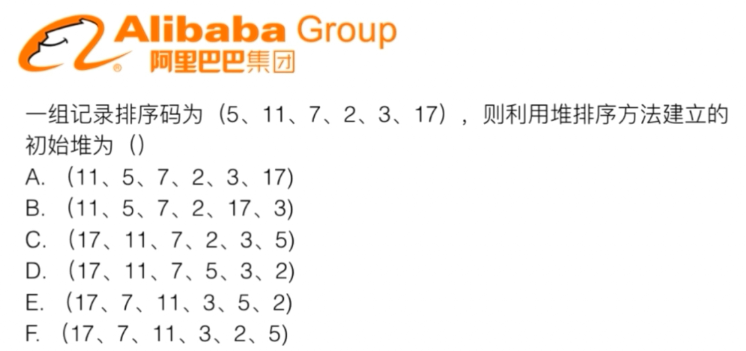 Alibaba Group
阿里巴巴集团
一组记录排序码为（5、11、7、2、3、17），则利用堆排序方法建立的
初始堆为（）
A. （11、5、7、2、3、17)
B. （11、5、7、2、17、3)
C. （17、11、7、2、3、5)
D. （17、11、7、5、3、2)
E. （17、7、11、3、5、2)
F. （17、7、11、3、2、5)